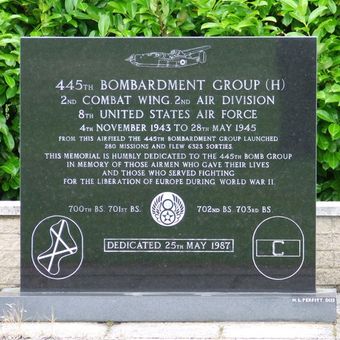 445TH BOMBARDMENT GROUP (H)
2ND COMBAT WING. 2ND AIR DIVISION
8TH UNITED STATES AIR FORCE
4TH NOVEMBER 1943 TO 28TH MAY 1945
FROM THIS AIRFIELD THE 445TH BOMBARDMENT GROUP LAUNCHED
280 MISSIONS AND FLEW 6323 SORTIES.
THIS MEMORIAL IS HUMBLY DEDICATED TO THE 445TH BOMB GROUP
IN MEMORY OF THOSE AIRMEN WHO GAVE THEIR LIVES
AND THOSE WHO SERVED FIGHTING
FOR THE LIBERATION OF EUROPE DURING WORLD WAR II.
700TH BS. 701ST BS. 702ND BS. 703RD BS
8
C
DEDICATED 25TH MAY 1987
H.L. PERFITT,